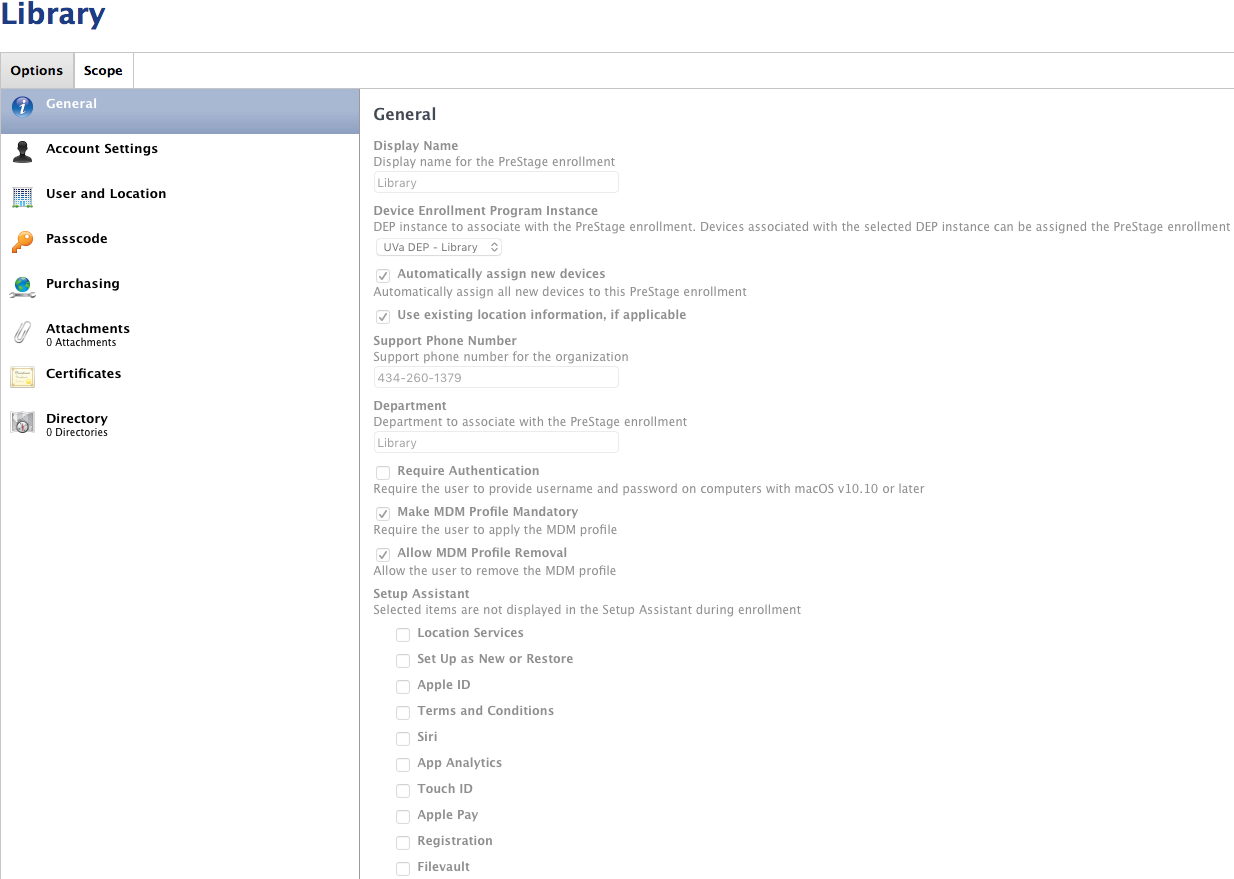 Library
Options
Scope
General
Account Settings
User and Location
Passcode
Purchasing
Attachments
0 Attachments
Certificates
Directory
0 Directories
General
Display Name
Display name for the PreStage enrollment
Library
Device Enrollment Program Instance
DEP instance to associate with the PreStage enrollment. Devices associated with the selected DEP instance can be assigned the PreStage enrollment
UVa DEP - Library
Automatically assign new devices
Automatically assign all new devices to this PreStage enrollment
Use existing location information, if applicable
Support Phone Number
Support phone number for the organization
434-260-1379
Department
Department to associate with the PreStage enrollment
Library
Require Authentication
Require the user to provide username and password on computers with macOS v10.10 or later
Make MDM Profile Mandatory
Require the user to apply the MDM profile
Allow MDM Profile Removal
Allow the user to remove the MDM profile
Setup Assistant
Selected items are not displayed in the Setup Assistant during enrollment
Location Services
Set Up as New or Restore
Apple ID
Terms and Conditions
Siri
App Analytics
Touch ID
Apple Pay
Registration
Filevault